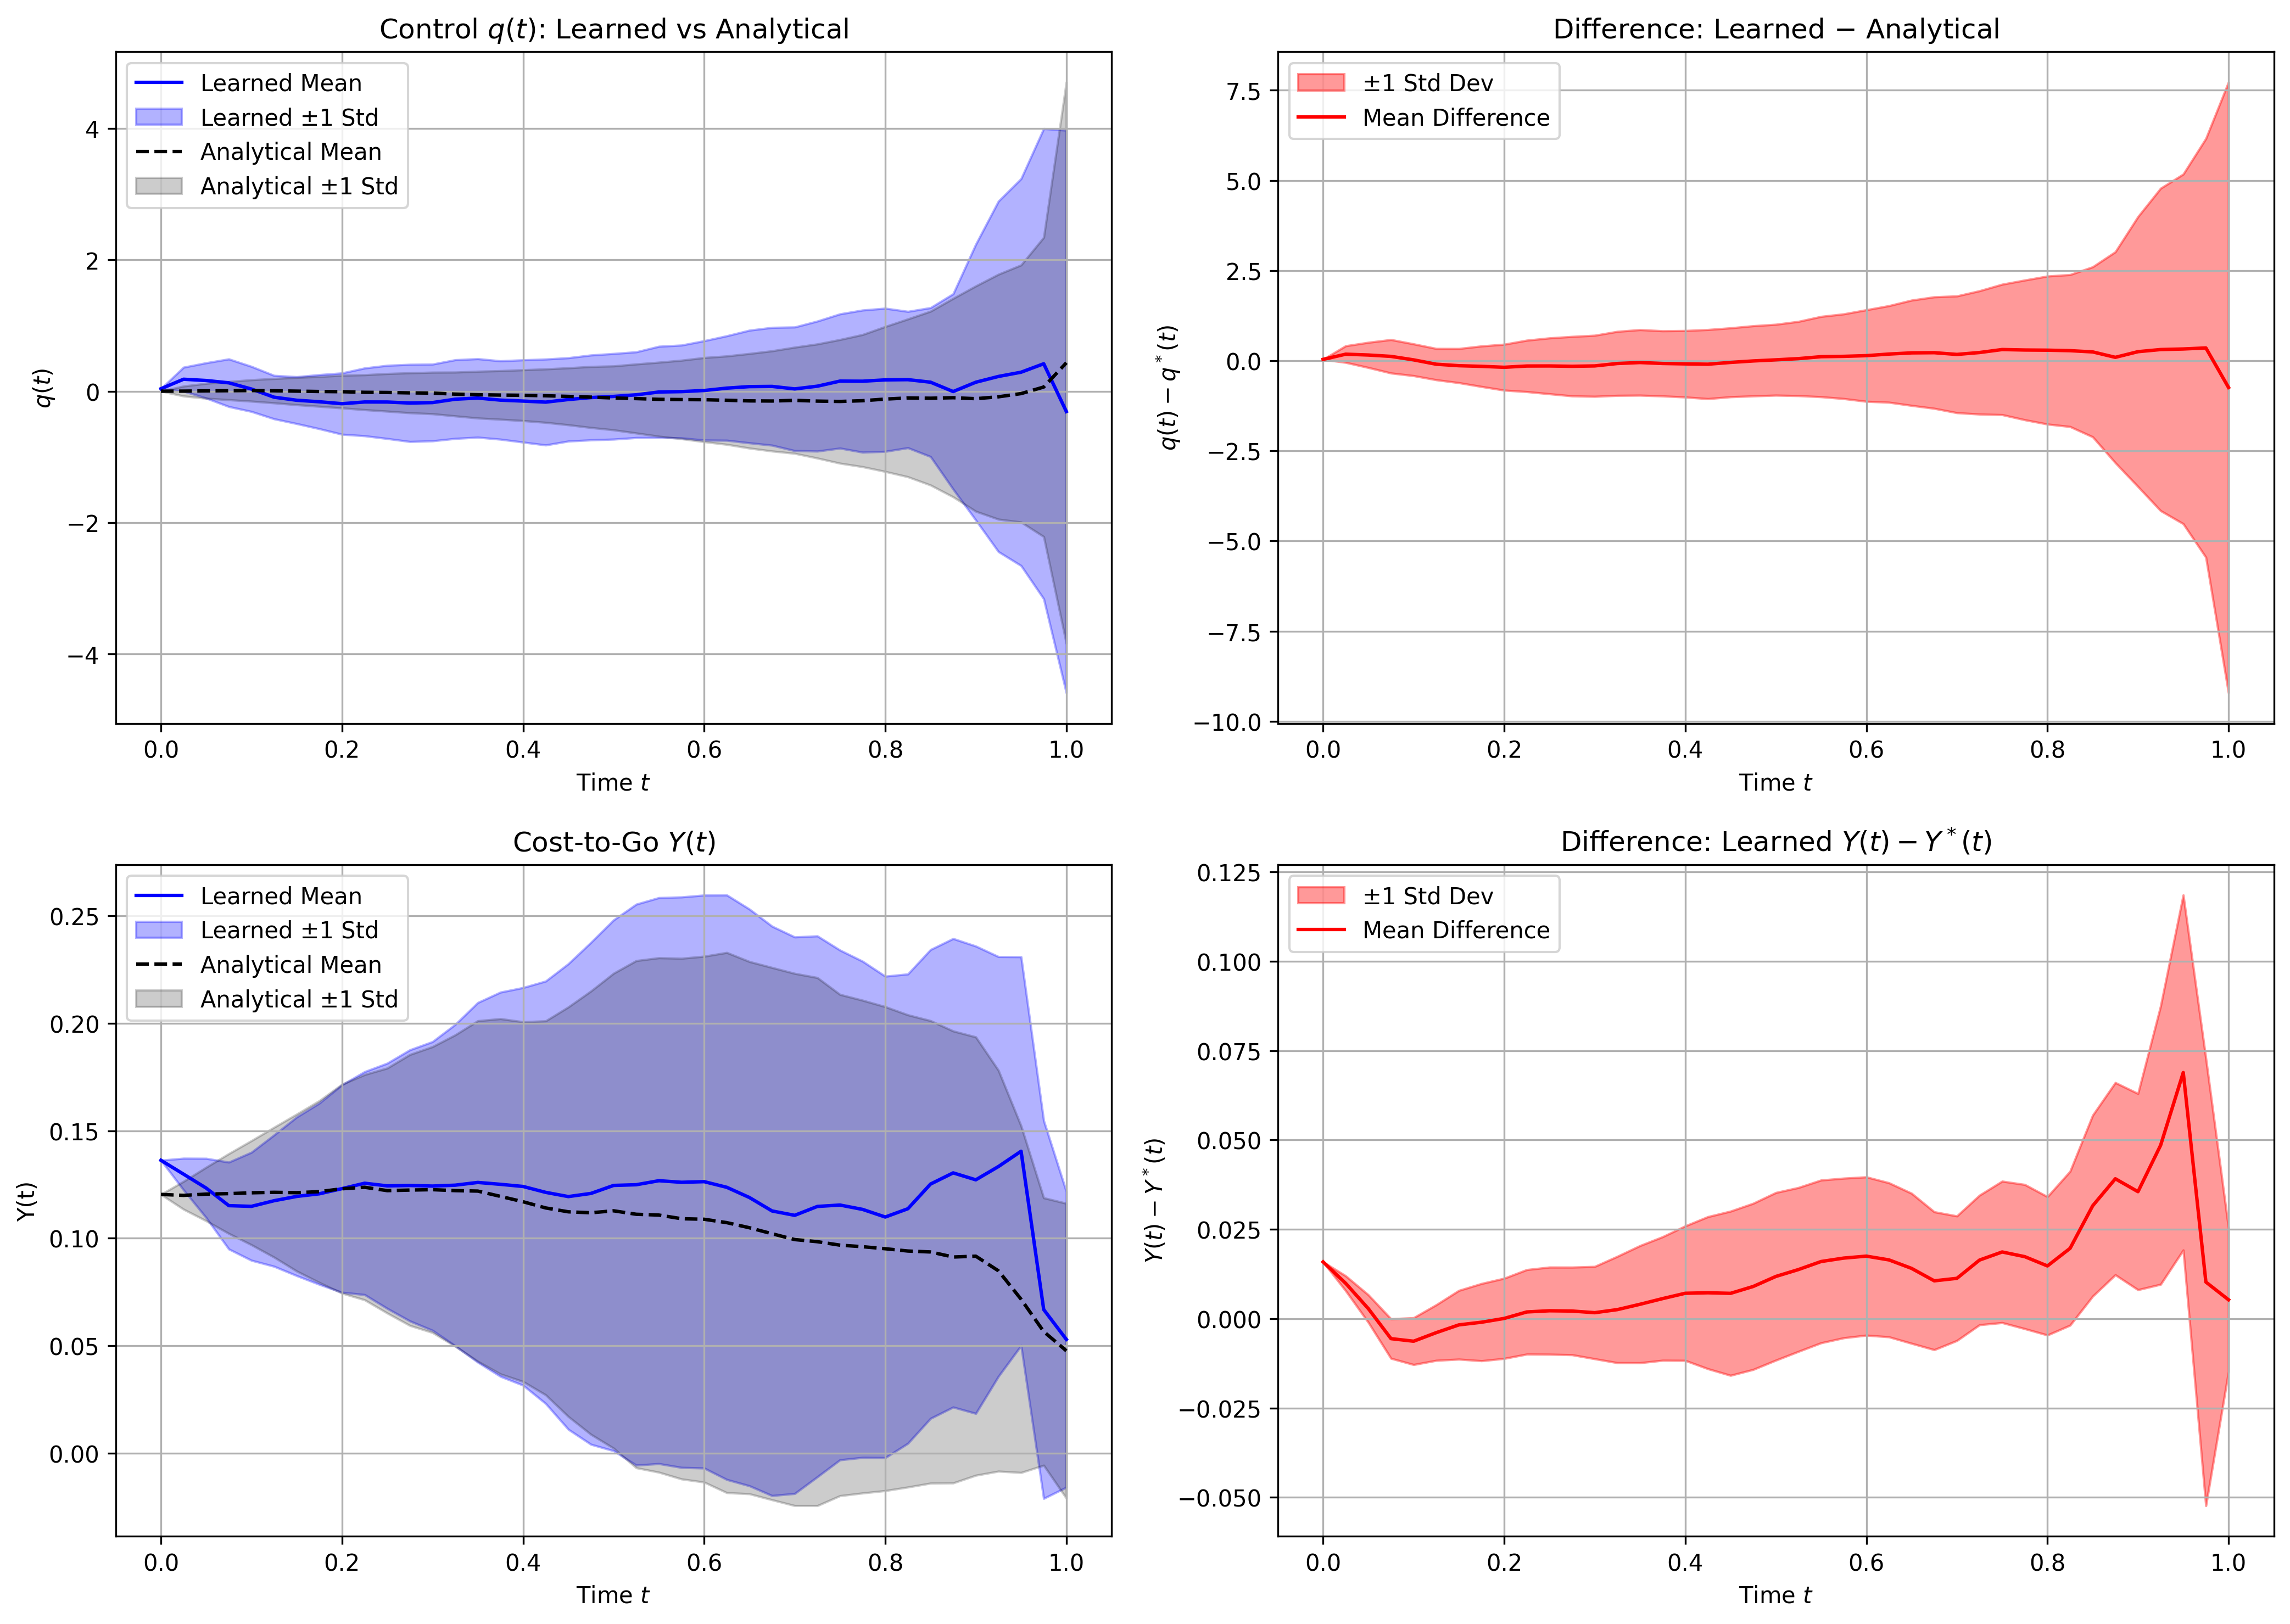 Control q(t): Learned vs Analytical
Learned Mean
Learned ±1 Std
Analytical Mean
Analytical ±1 Std
4
2
0
−2
−4
q(t)
0.0 0.2 0.4 0.6 0.8 1.0
Time t
Difference: Learned − Analytical
±1 Std Dev
Mean Difference
7.5
5.0
2.5
0.0
−2.5
−5.0
−7.5
−10.0
q(t) − q*(t)
0.0 0.2 0.4 0.6 0.8 1.0
Time t
Cost-to-Go Y(t)
Learned Mean
Learned ±1 Std
Analytical Mean
Analytical ±1 Std
0.25
0.20
0.15
0.10
0.05
0.00
Y(t)
0.0 0.2 0.4 0.6 0.8 1.0
Time t
Difference: Learned Y(t) − Y*(t)
±1 Std Dev
Mean Difference
0.125
0.100
0.075
0.050
0.025
0.000
−0.025
−0.050
Y(t) − Y*(t)
0.0 0.2 0.4 0.6 0.8 1.0
Time t